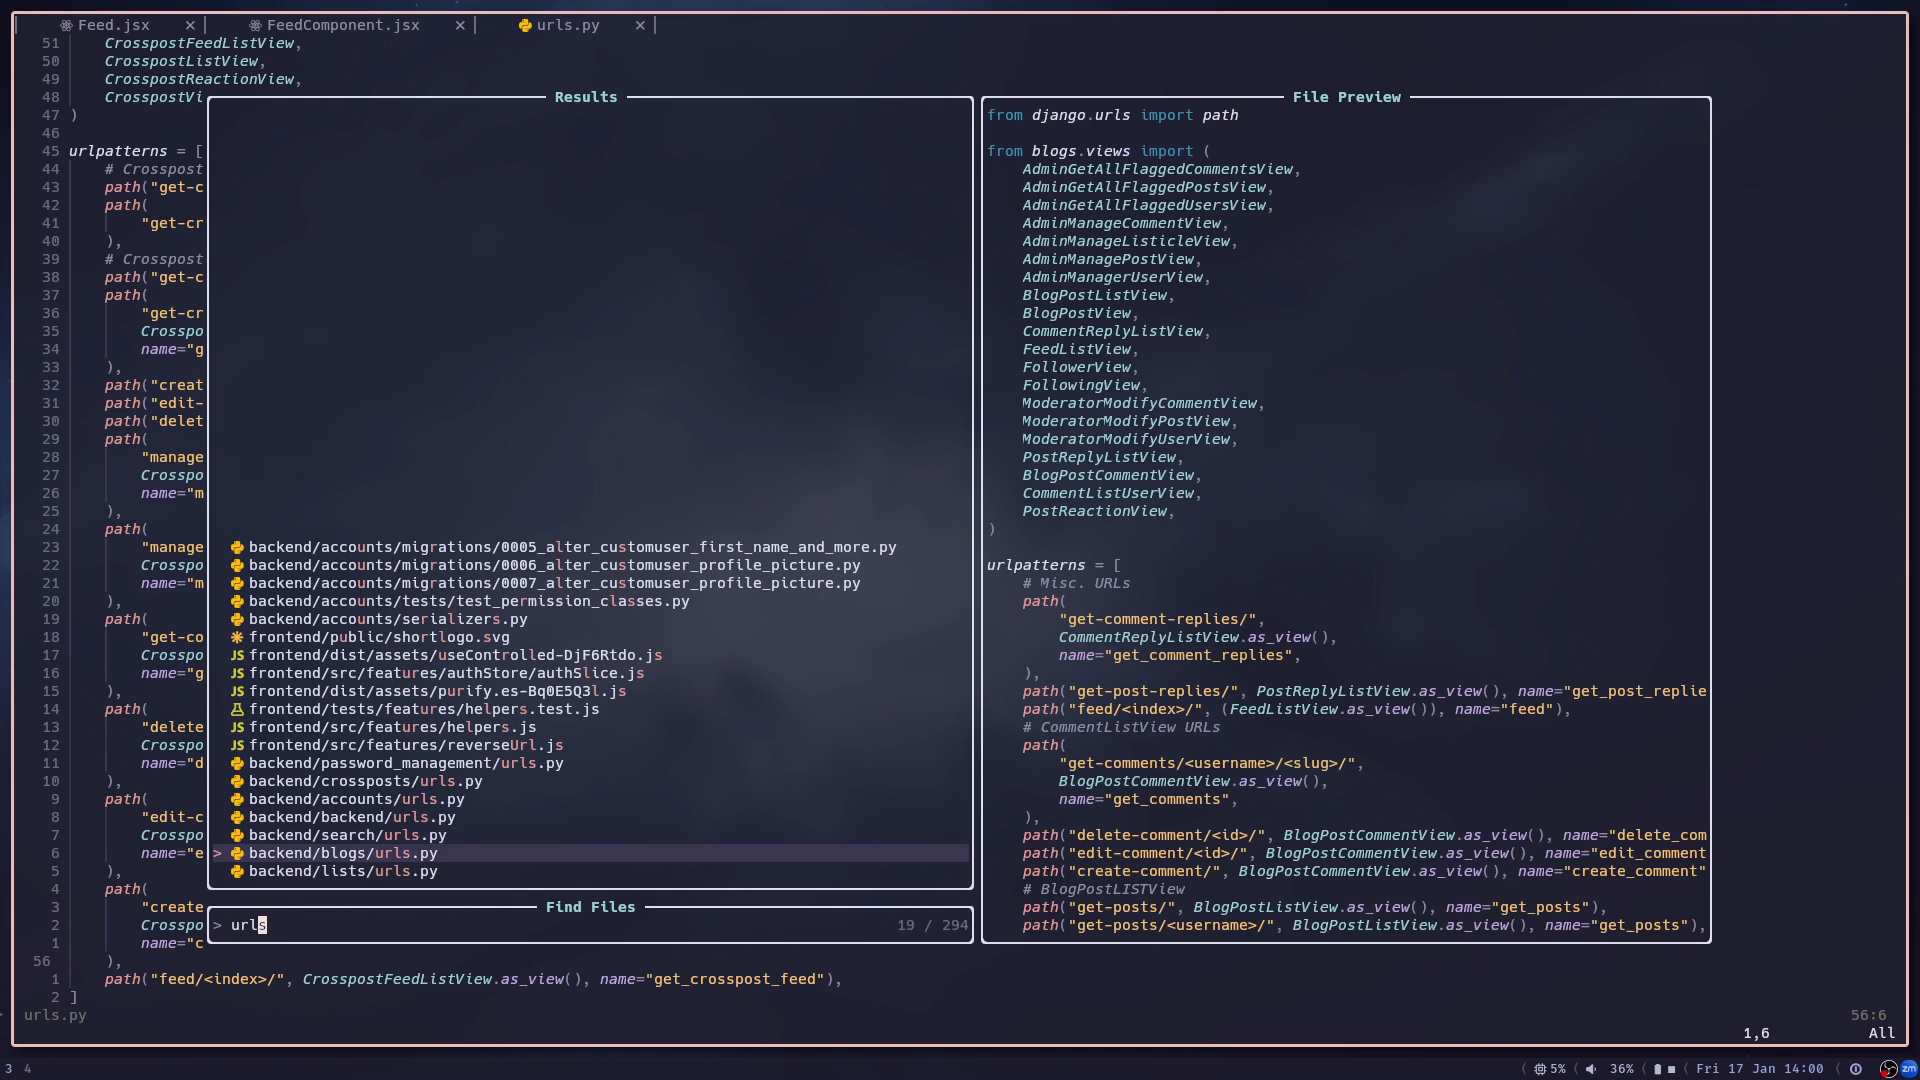 Feed.jsx × | FeedComponent.jsx × | urls.py × |
51 CrosspostFeedListView,
50 CrosspostListView,
49 CrosspostReactionView,
48 CrosspostVi
47 )
46
45 urlpatterns = [
44 # Crosspost
43 path("get-c
42 path(
41 "get-cr
40 ),
39 # Crosspost
38 path("get-c
37 path(
36 "get-cr
35 Crosspo
34 name="g
33 ),
32 path("creat
31 path("edit-
30 path("delet
29 path(
28 "manage
27 Crosspo
26 name="m
25 ),
24 path(
23 "manage
22 Crosspo
21 name="m
20 ),
19 path(
18 "get-co
17 Crosspo
16 name="g
15 ),
14 path(
13 "delete
12 Crosspo
11 name="d
10 ),
9 path(
8 "edit-c
7 Crosspo
6 name="e
5 ),
4 path(
3 "create
2 Crosspo
1 name="c
56 ),
1 path("feed/<index>/", CrosspostFeedListView.as_view(), name="get_crosspost_feed"),
2 ]
Results
backend/accounts/migrations/0005_alter_customuser_first_name_and_more.py
backend/accounts/migrations/0006_alter_customuser_profile_picture.py
backend/accounts/migrations/0007_alter_customuser_profile_picture.py
backend/accounts/tests/test_permission_classes.py
backend/accounts/serializers.py
frontend/public/shortlogo.svg
JS frontend/dist/assets/useControlled-DjF6Rtdo.js
JS frontend/src/features/authStore/authSlice.js
JS frontend/dist/assets/purify.es-Bq0E5Q3l.js
frontend/tests/features/helpers.test.js
JS frontend/src/features/helpers.js
JS frontend/src/features/reverseUrl.js
backend/password_management/urls.py
backend/crossposts/urls.py
backend/accounts/urls.py
backend/backend/urls.py
backend/search/urls.py
> backend/blogs/urls.py
backend/lists/urls.py
Find Files
> urls 19 / 294
File Preview
from django.urls import path
from blogs.views import (
AdminGetAllFlaggedCommentsView,
AdminGetAllFlaggedPostsView,
AdminGetAllFlaggedUsersView,
AdminManageCommentView,
AdminManageListicleView,
AdminManagePostView,
AdminManagerUserView,
BlogPostListView,
BlogPostView,
CommentReplyListView,
FeedListView,
FollowerView,
FollowingView,
ModeratorModifyCommentView,
ModeratorModifyPostView,
ModeratorModifyUserView,
PostReplyListView,
BlogPostCommentView,
CommentListUserView,
PostReactionView,
)
urlpatterns = [
# Misc. URLs
path(
"get-comment-replies/",
CommentReplyListView.as_view(),
name="get_comment_replies",
),
path("get-post-replies/", PostReplyListView.as_view(), name="get_post_replie
path("feed/<index>/", (FeedListView.as_view()), name="feed"),
# CommentListView URLs
path(
"get-comments/<username>/<slug>/",
BlogPostCommentView.as_view(),
name="get_comments",
),
path("delete-comment/<id>/", BlogPostCommentView.as_view(), name="delete_com
path("edit-comment/<id>/", BlogPostCommentView.as_view(), name="edit_comment
path("create-comment/", BlogPostCommentView.as_view(), name="create_comment"
# BlogPostLISTView
path("get-posts/", BlogPostListView.as_view(), name="get_posts"),
path("get-posts/<username>/", BlogPostListView.as_view(), name="get_posts"),
urls.py 56:6
1,6 All
3 4 5% 36% Fri 17 Jan 14:00 zm